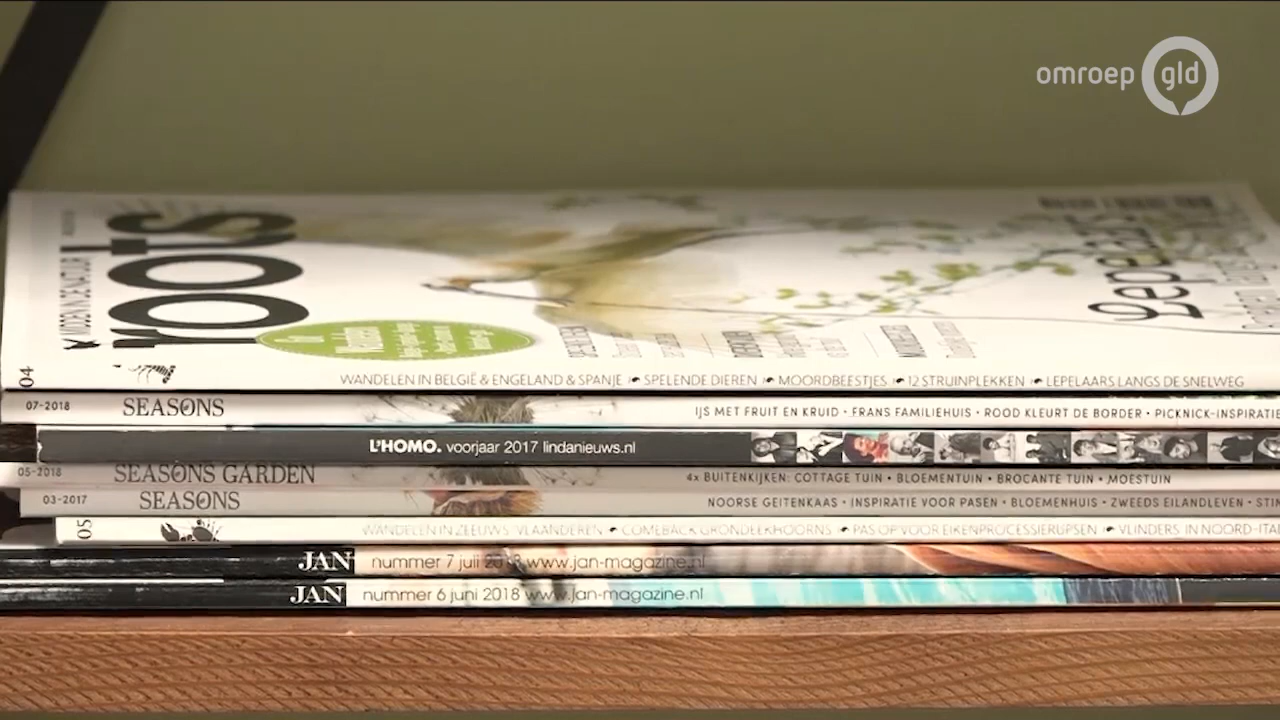 omroep gld
roots
04
WANDELEN IN BELGIË & ENGELAND & SPANJE SPELENDE DIEREN MOORDBEESTJES 12 STRUINPLEKKEN LEPELAARS LANGS DE SNELWEG
07-2018 SEASONS IJS MET FRUIT EN KRUID • FRANS FAMILIEHUIS • ROOD KLEURT DE BORDER • PICKNICK-INSPIRATIE
L'HOMO. voorjaar 2017 lindanieuws.nl
05-2018 SEASONS GARDEN 4x BUITENKIJKEN: COTTAGE TUIN • BLOEMENTUIN • BROCANTE TUIN • MOESTUIN
03-2017 SEASONS NOORSE GEITENKAAS • INSPIRATIE VOOR PASEN • BLOEMENHUIS • ZWEEDS EILANDLEVEN
05 WANDELEN IN ZEEUWS-VLAANDEREN COMEBACK GRONDEEKHOORNS PAS OP VOOR EIKENPROCESSIERUPSEN VLINDERS IN NOORD-ITA
JAN nummer 7 juli 2018 www.jan-magazine.nl
JAN nummer 6 juni 2018 www.jan-magazine.nl